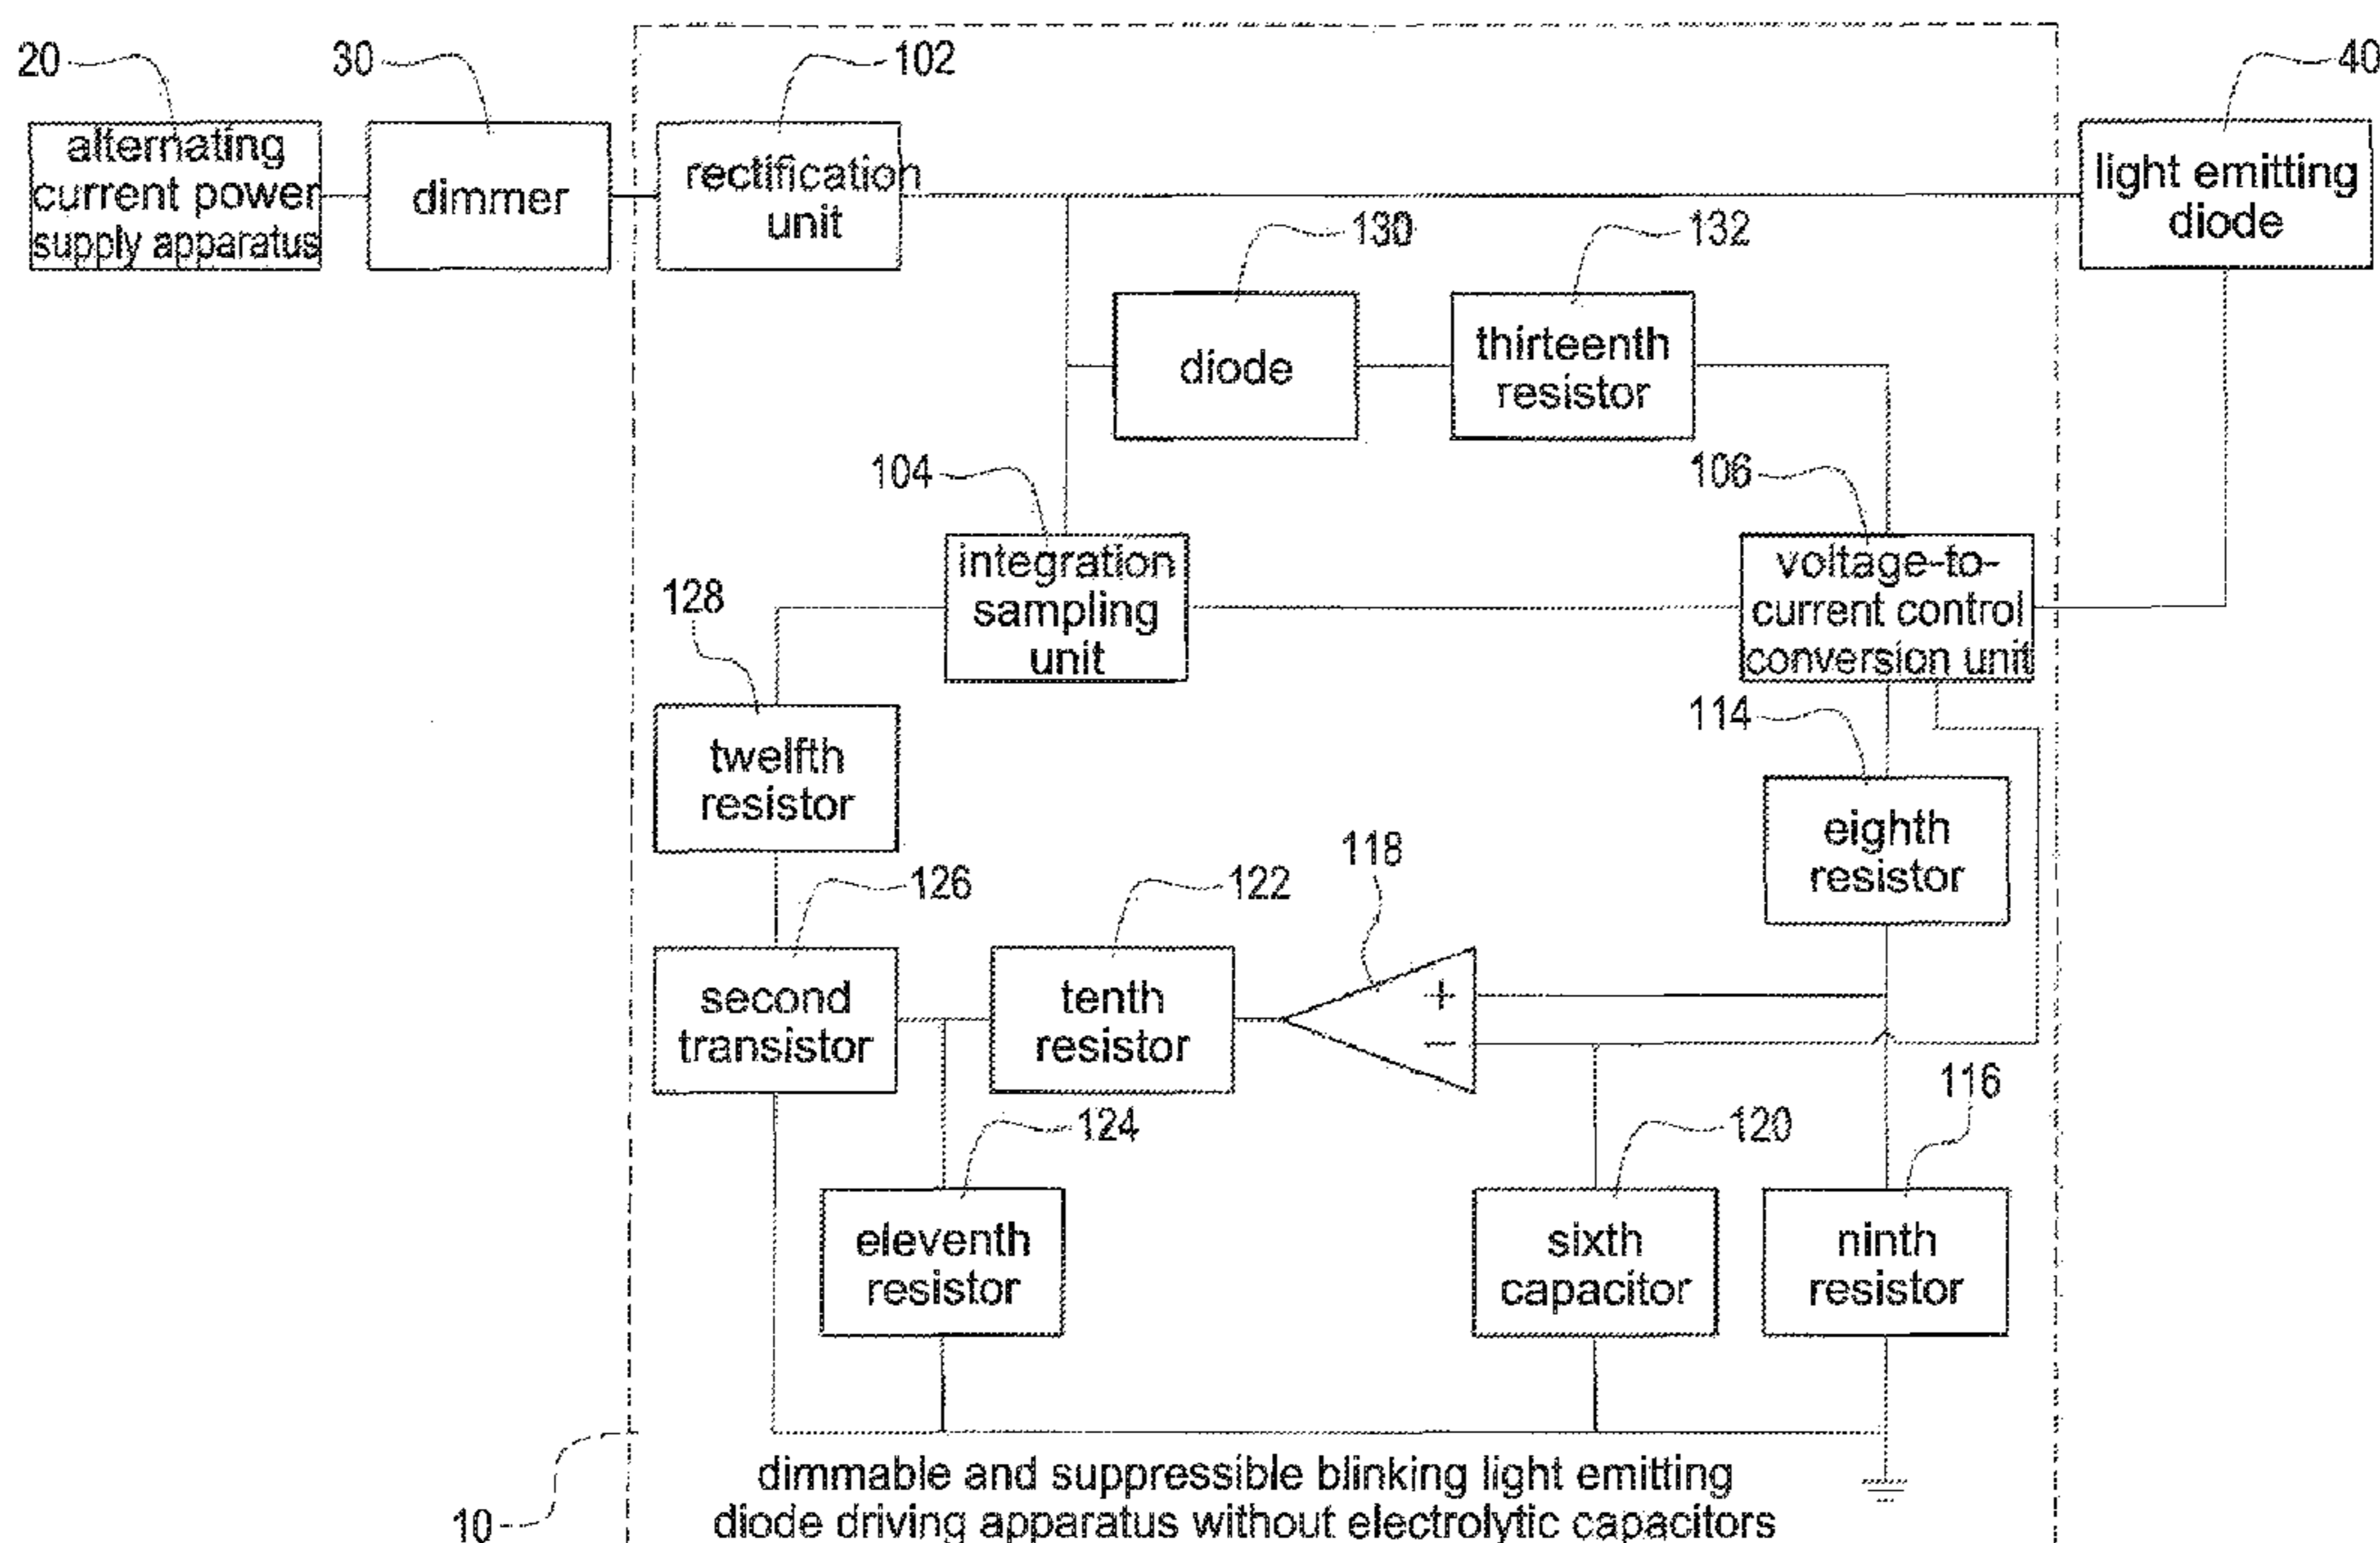 20
30
102
40
alternating
current power
supply apparatus
dimmer
rectification
unit
light emitting
diode
130
132
diode
thirteenth
resistor
104
106
integration
sampling
unit
voltage-to-
current control
conversion unit
128
114
twelfth
resistor
eighth
resistor
118
126
122
second
transistor
tenth
resistor
+
−
116
124
120
eleventh
resistor
sixth
capacitor
ninth
resistor
10
dimmable and suppressible blinking light emitting
diode driving apparatus without electrolytic capacitors